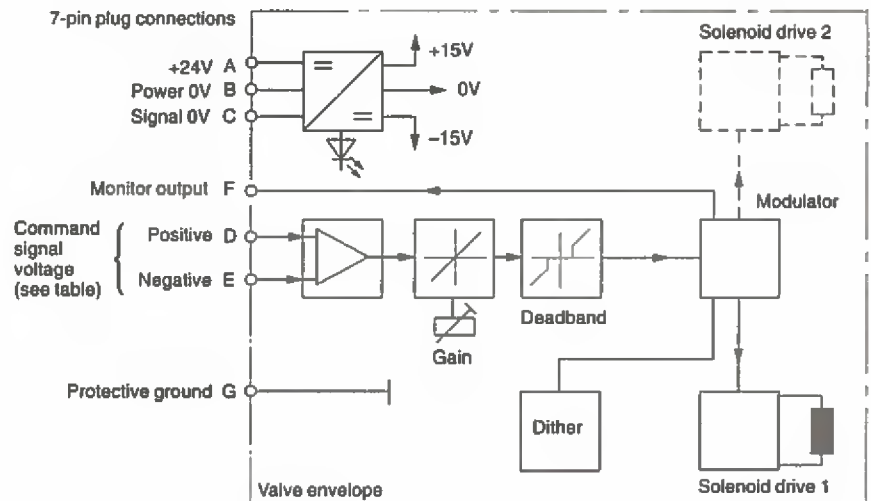 7-pin plug connections
+24V A
Power 0V B
Signal 0V C
+15V
0V
–15V
Solenoid drive 2
Monitor output F
Modulator
Command
signal
voltage
(see table)
Positive D
Negative E
Gain
Deadband
Protective ground G
Dither
Valve envelope
Solenoid drive 1